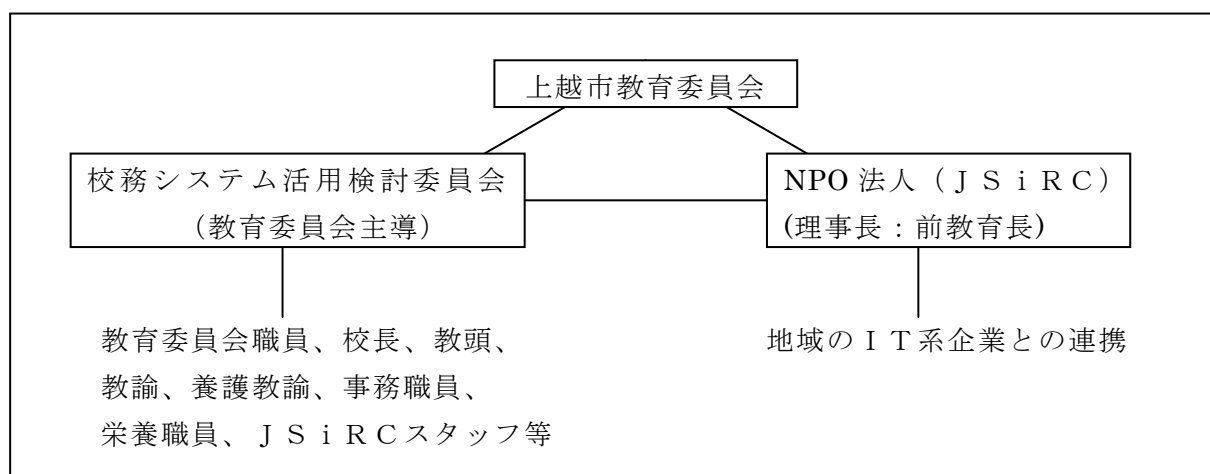 上越市教育委員会
校務システム活用検討委員会
（教育委員会主導）
NPO 法人（ＪＳｉＲＣ）
(理事長：前教育長)
教育委員会職員、校長、教頭、
教諭、養護教諭、事務職員、
栄養職員、ＪＳｉＲＣスタッフ等
地域のＩＴ系企業との連携